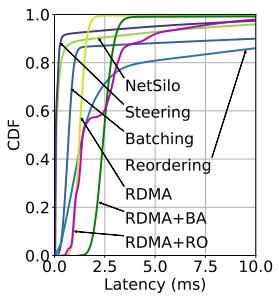 1.0
0.8
0.6
0.4
0.2
0.0
CDF
NetSilo
Steering
Batching
Reordering
RDMA
RDMA+BA
RDMA+RO
0.0 2.5 5.0 7.5 10.0
Latency (ms)